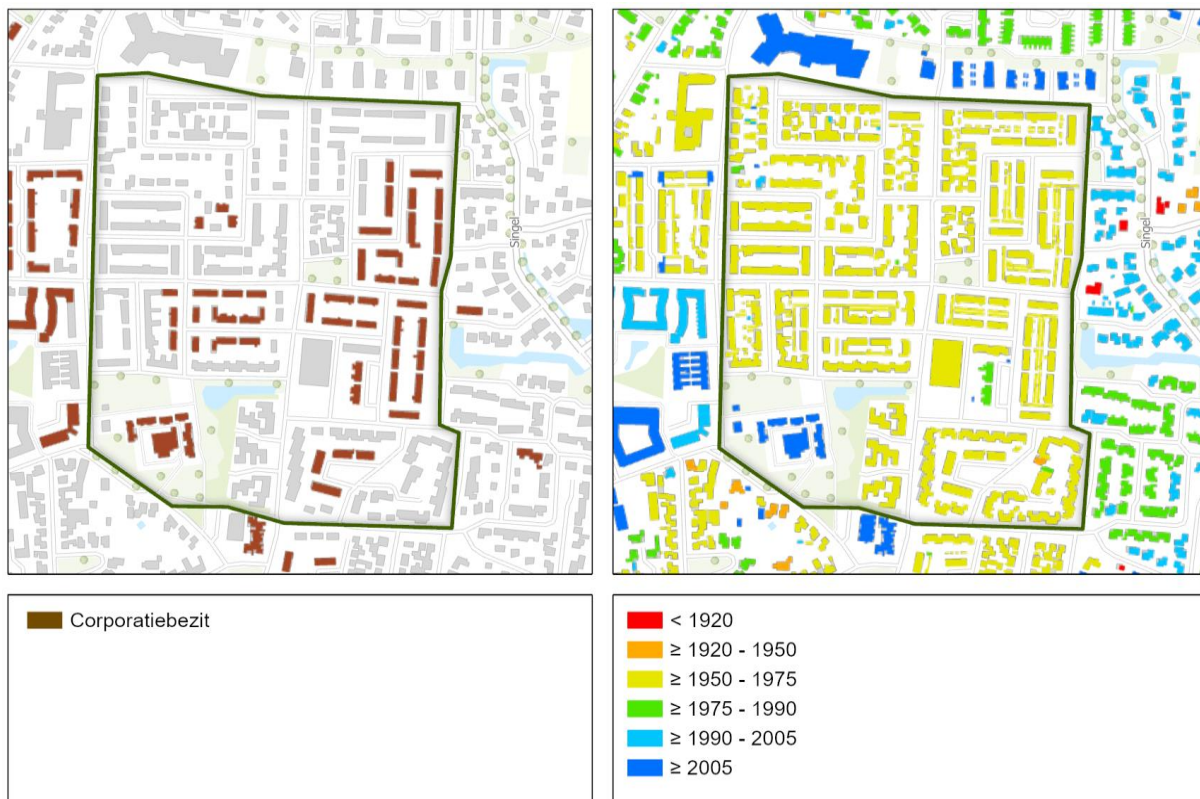 Singel
Singel
Corporatiebezit
< 1920
≥ 1920 - 1950
≥ 1950 - 1975
≥ 1975 - 1990
≥ 1990 - 2005
≥ 2005